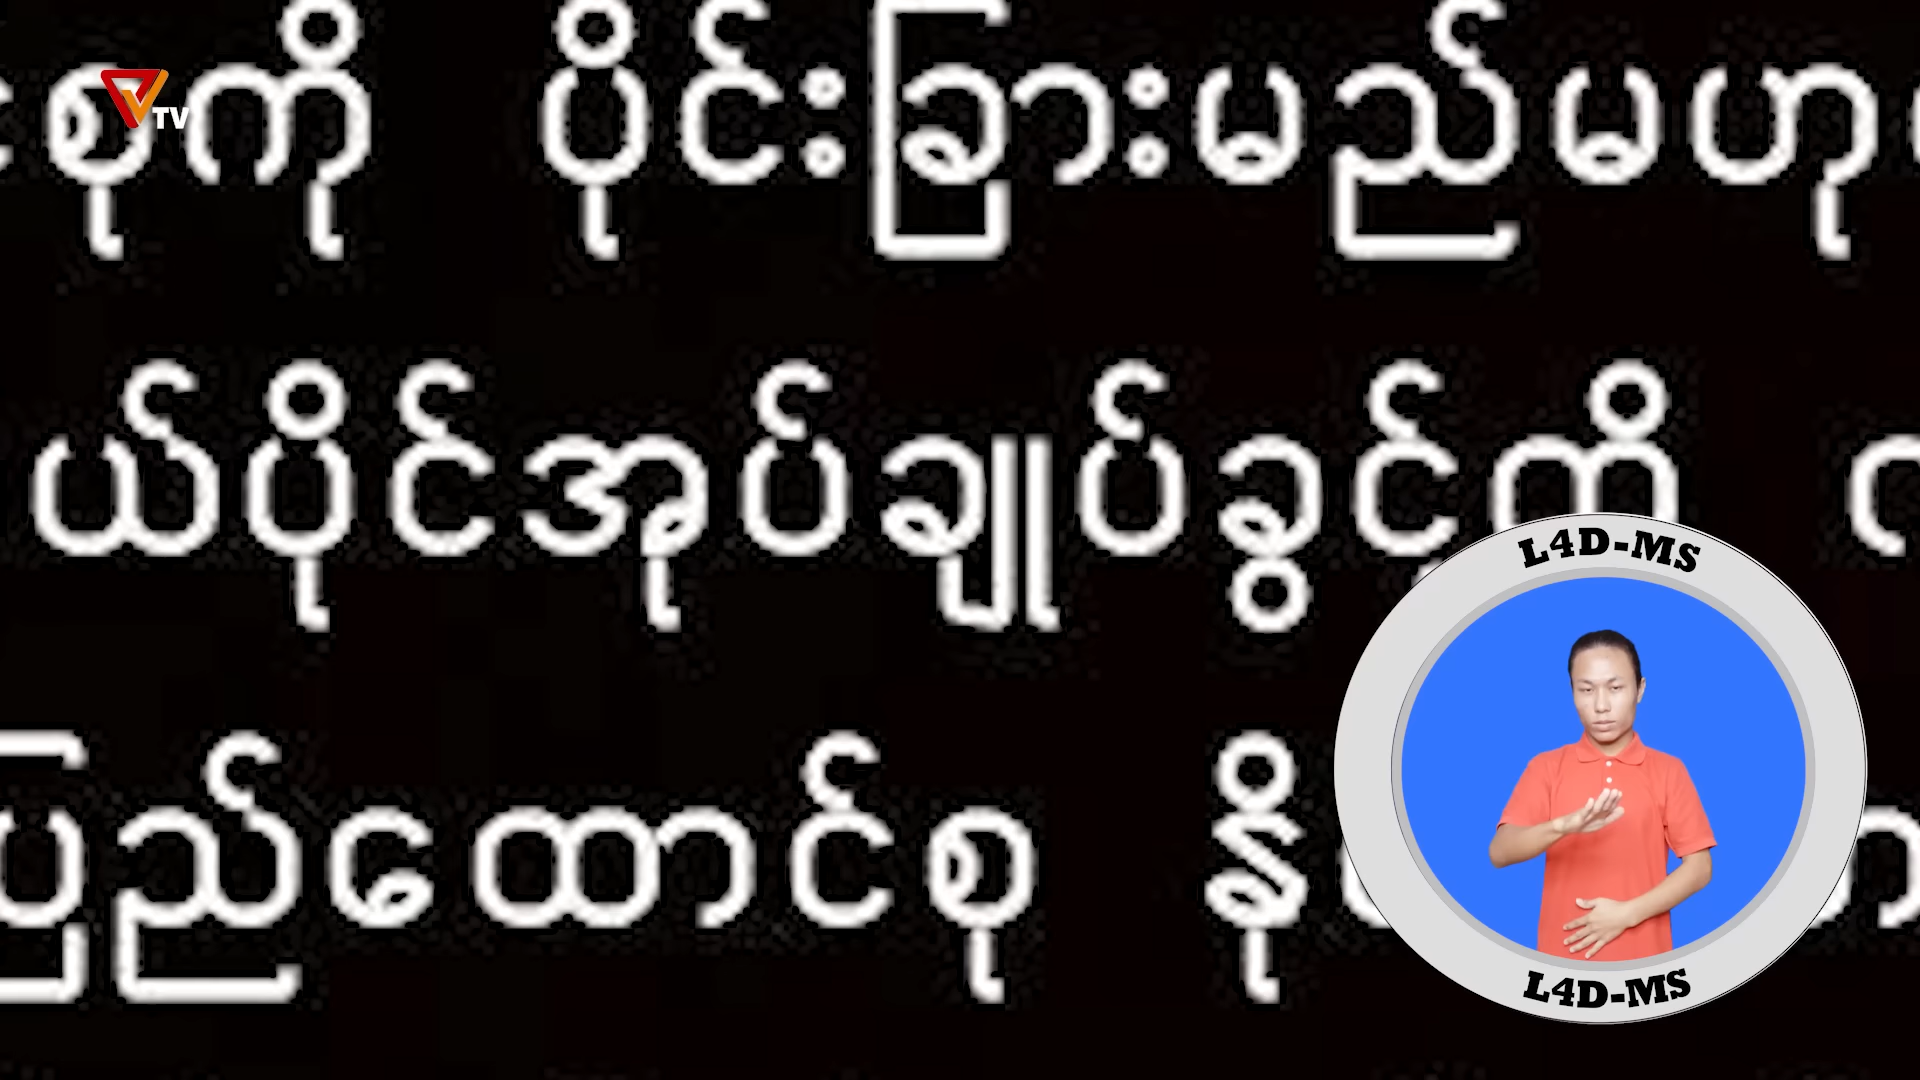 TV
စုကို ပိုင်းခြားမည်မဟု
ယ်ပိုင်အုပ်ချုပ်ခွင့်ကို
ပြည်ထောင်စု
L4D-MS
L4D-MS